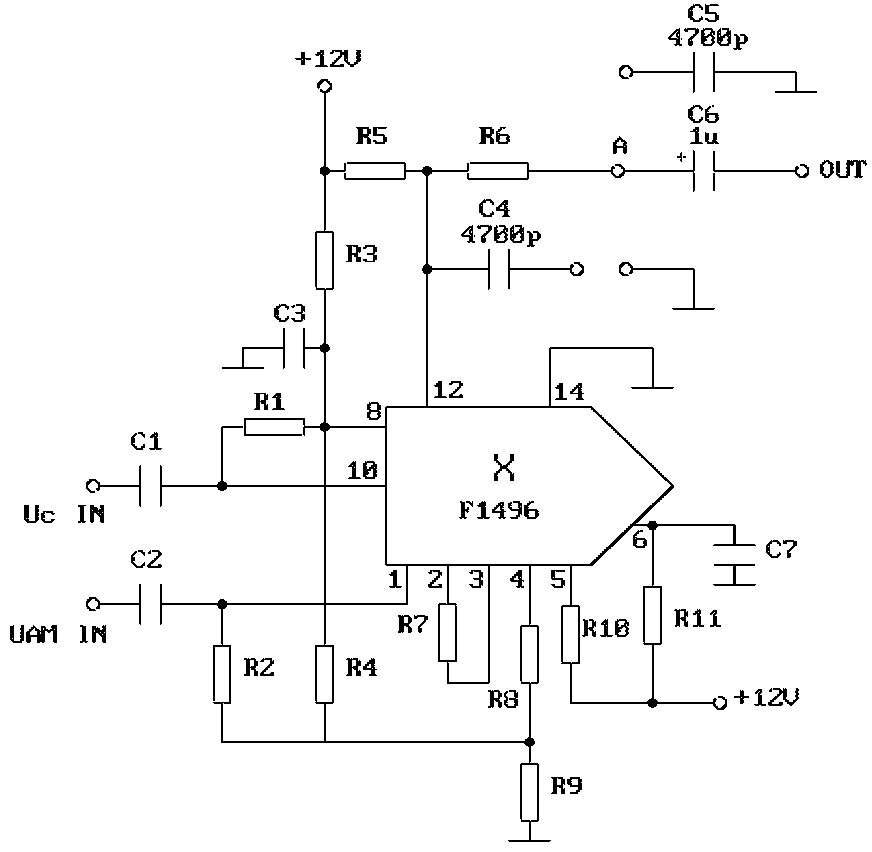 C5
4700p
+12V
C6
1u
R5
R6
A
+
OUT
C4
4700p
R3
C3
12
14
R1
8
C1
10
X
F1496
Uc IN
6
C7
C2
1
2
3
4
5
R7
R10
R11
UAM IN
R2
R4
R8
+12V
R9